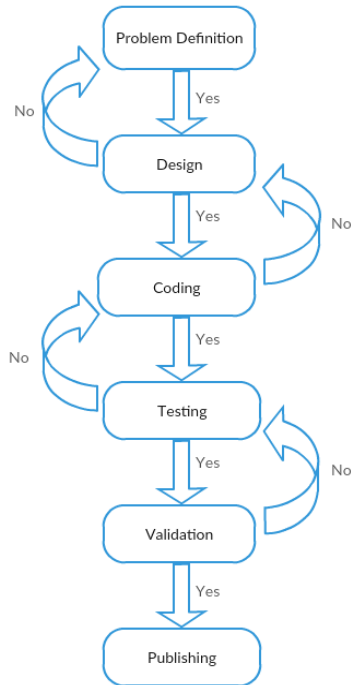 Problem Definition
Yes
No
Design
Yes
No
Coding
Yes
No
Testing
Yes
No
Validation
Yes
Publishing